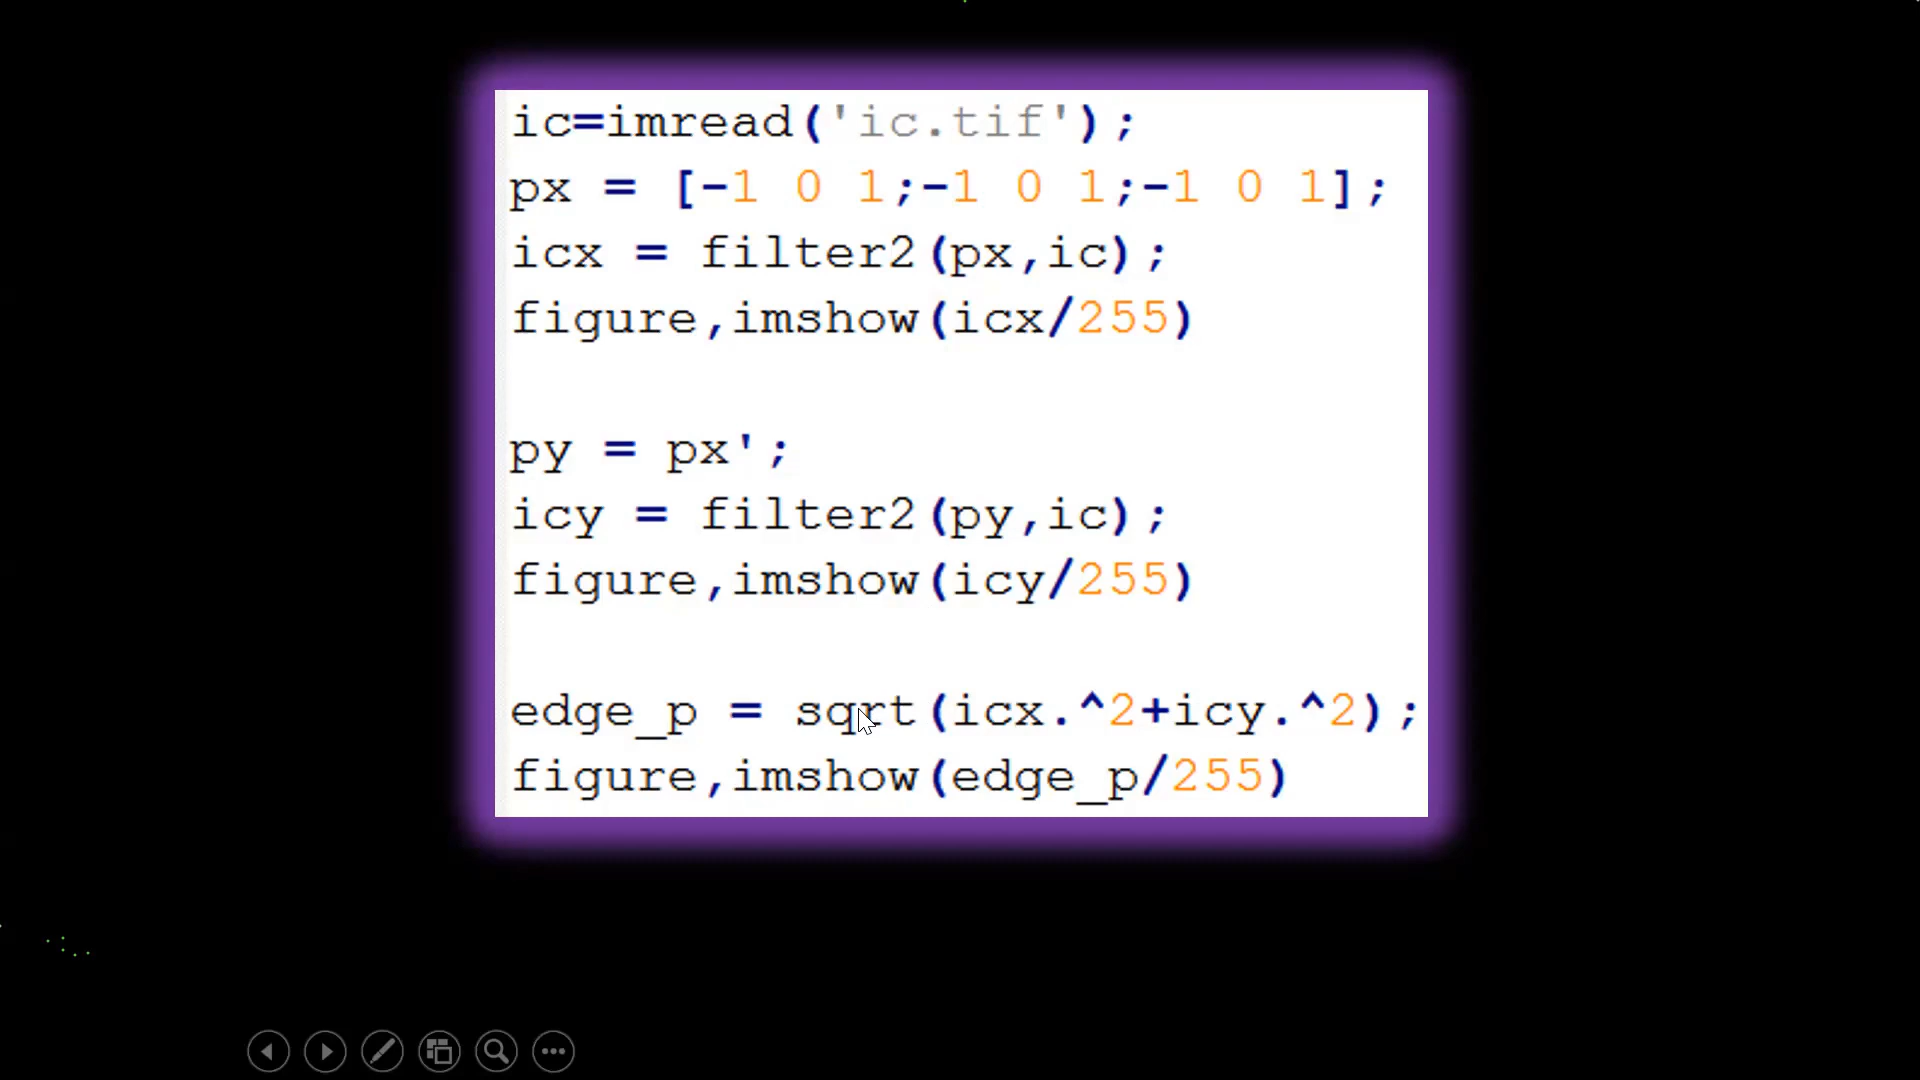 ic=imread('ic.tif');
px = [-1 0 1;-1 0 1;-1 0 1];
icx = filter2(px,ic);
figure,imshow(icx/255)
py = px';
icy = filter2(py,ic);
figure,imshow(icy/255)
edge_p = sqrt(icx.^2+icy.^2);
figure,imshow(edge_p/255)